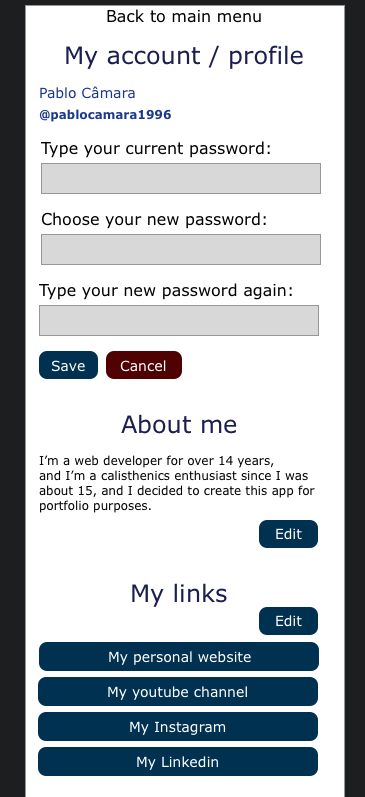 Back to main menu
My account / profile
Pablo Câmara
@pablocamara1996
Type your current password:
Choose your new password:
Type your new password again:
Save
Cancel
About me
I’m a web developer for over 14 years,
and I’m a calisthenics enthusiast since I was
about 15, and I decided to create this app for
portfolio purposes.
Edit
My links
Edit
My personal website
My youtube channel
My Instagram
My Linkedin